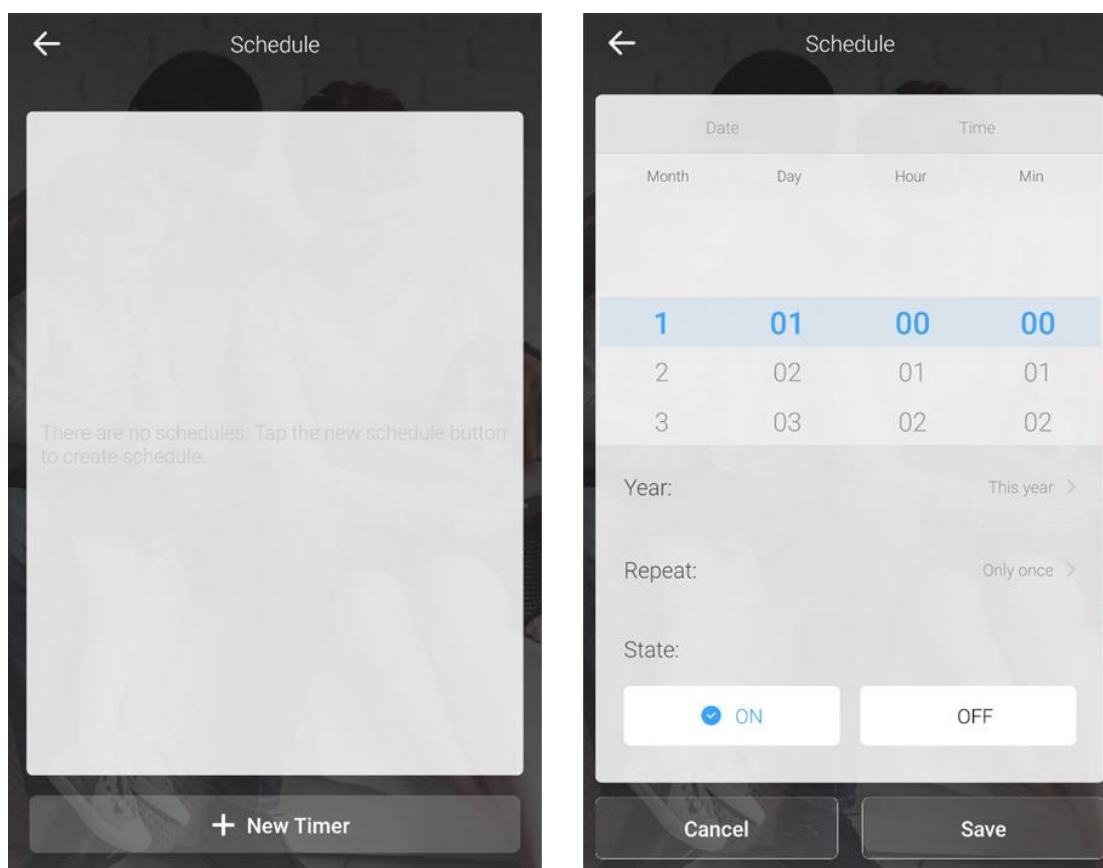 Schedule
There are no schedules. Tap the new schedule button
to create schedule.
+ New Timer
Schedule
Date Time
Month Day Hour Min
1 01 00 00
2 02 01 01
3 03 02 02
Year: This year >
Repeat: Only once >
State:
ON OFF
Cancel Save